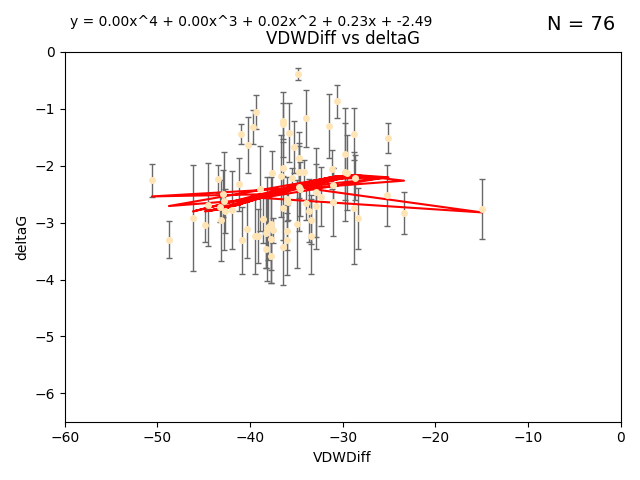 y = 0.00x^4 + 0.00x^3 + 0.02x^2 + 0.23x + -2.49
N = 76
VDWDiff vs deltaG
0
−1
−2
−3
−4
−5
−6
deltaG
−60 −50 −40 −30 −20 −10 0
VDWDiff